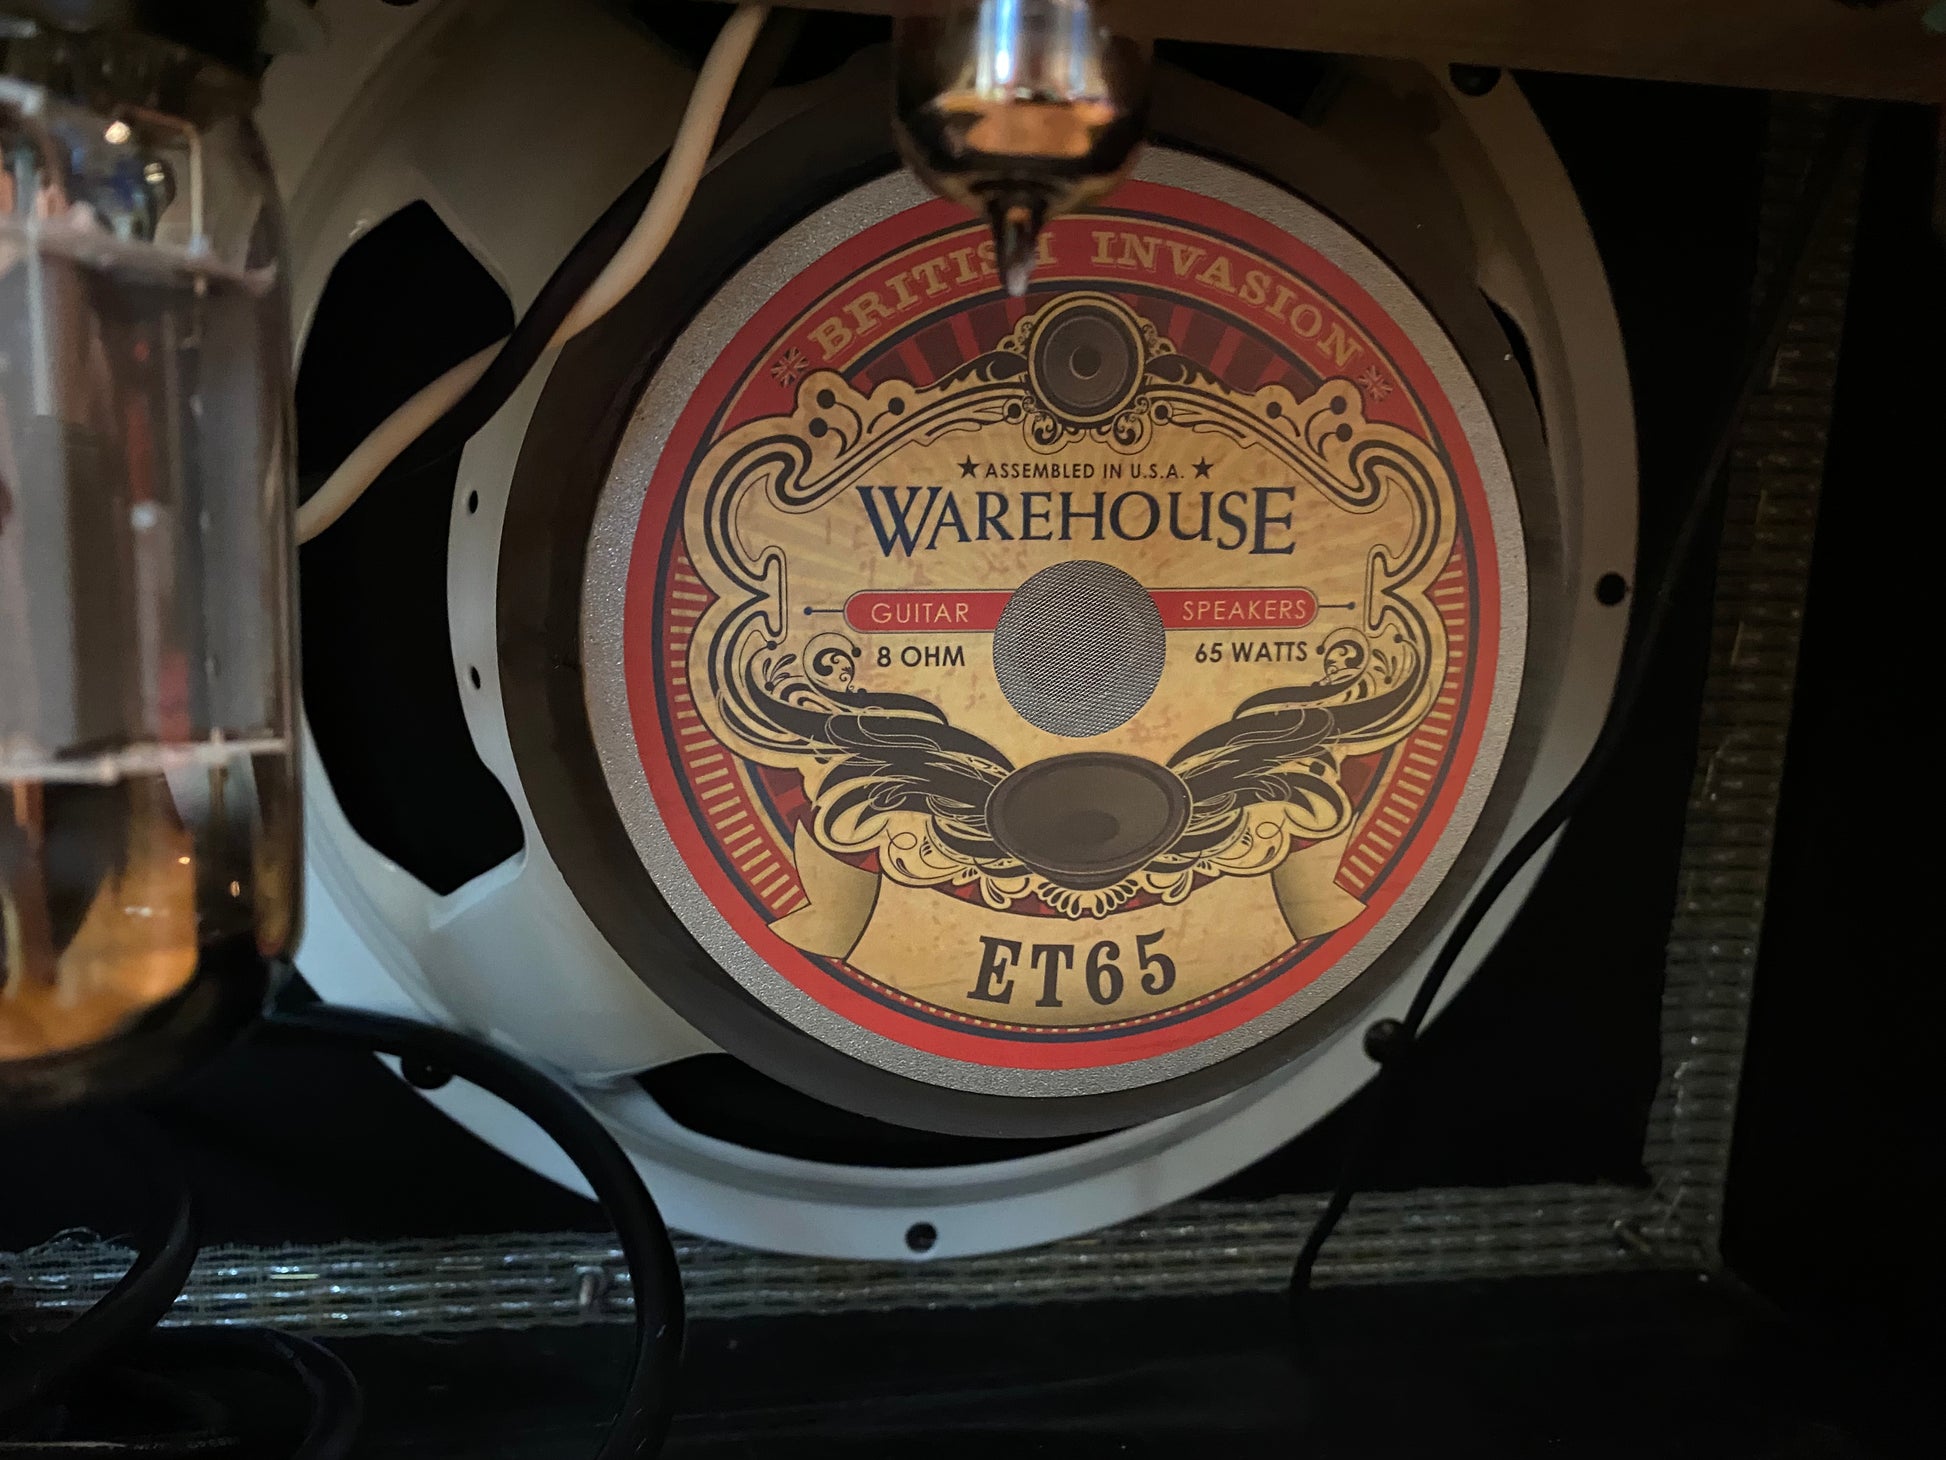 BRITISH INVASION
ASSEMBLED IN U.S.A.
WAREHOUSE
GUITAR SPEAKERS
8 OHM 65 WATTS
ET65